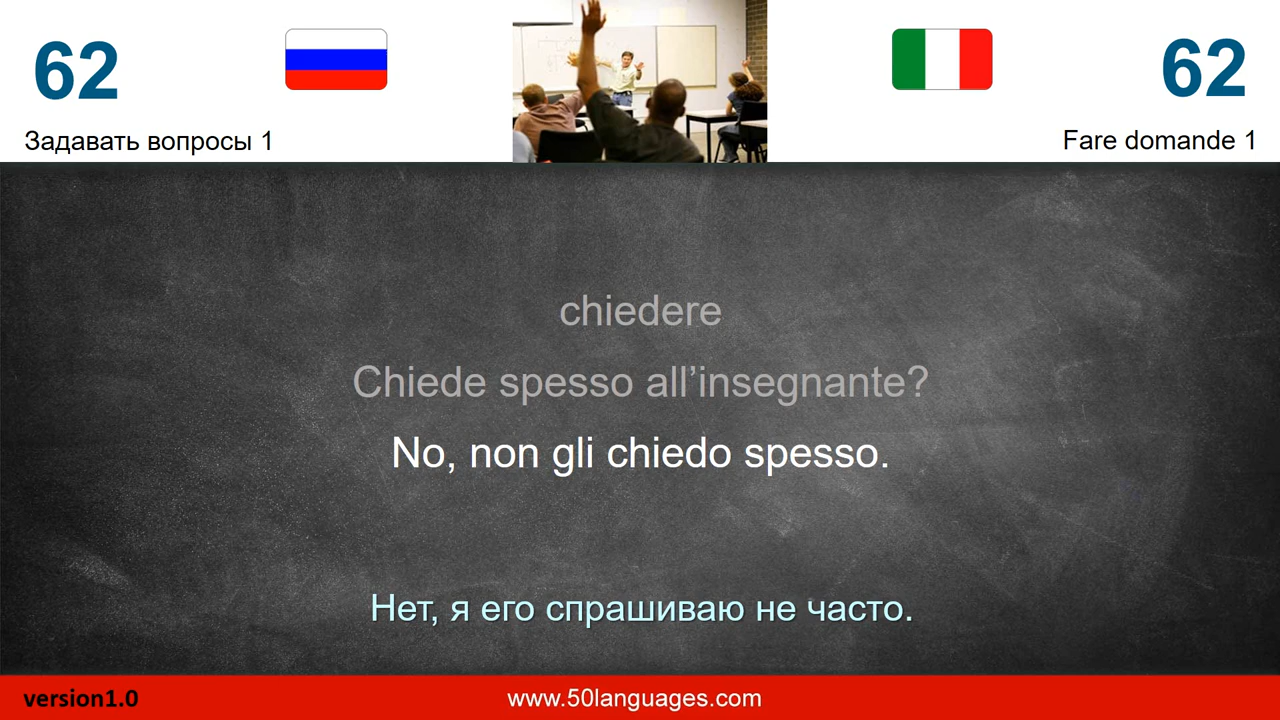 62
62
Задавать вопросы 1
Fare domande 1
chiedere
Chiede spesso all’insegnante?
No, non gli chiedo spesso.
Нет, я его спрашиваю не часто.
version1.0
www.50languages.com